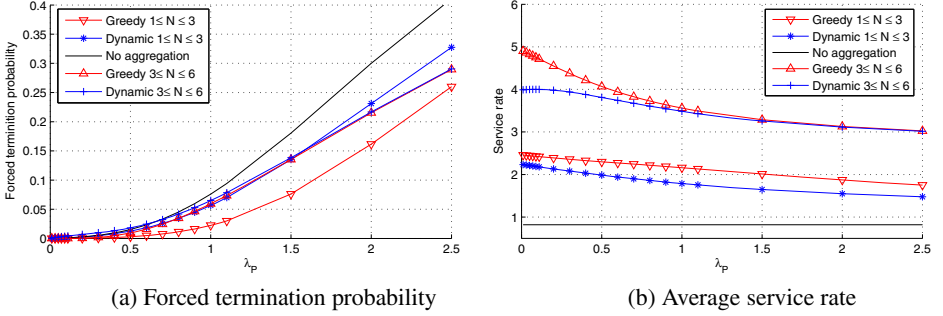 Forced terminition probability
0.4
0.35
0.3
0.25
0.2
0.15
0.1
0.05
0
Greedy 1≤ N ≤ 3
Dynamic 1≤ N ≤ 3
No aggregation
Greedy 3≤ N ≤ 6
Dynamic 3≤ N ≤ 6
0 0.5 1 1.5 2 2.5
λP
(a) Forced termination probability
Service rate
6
5
4
3
2
1
Greedy 1≤ N ≤ 3
Dynamic 1≤ N ≤ 3
No aggregation
Greedy 3≤ N ≤ 6
Dynamic 3≤ N ≤ 6
0 0.5 1 1.5 2 2.5
λP
(b) Average service rate